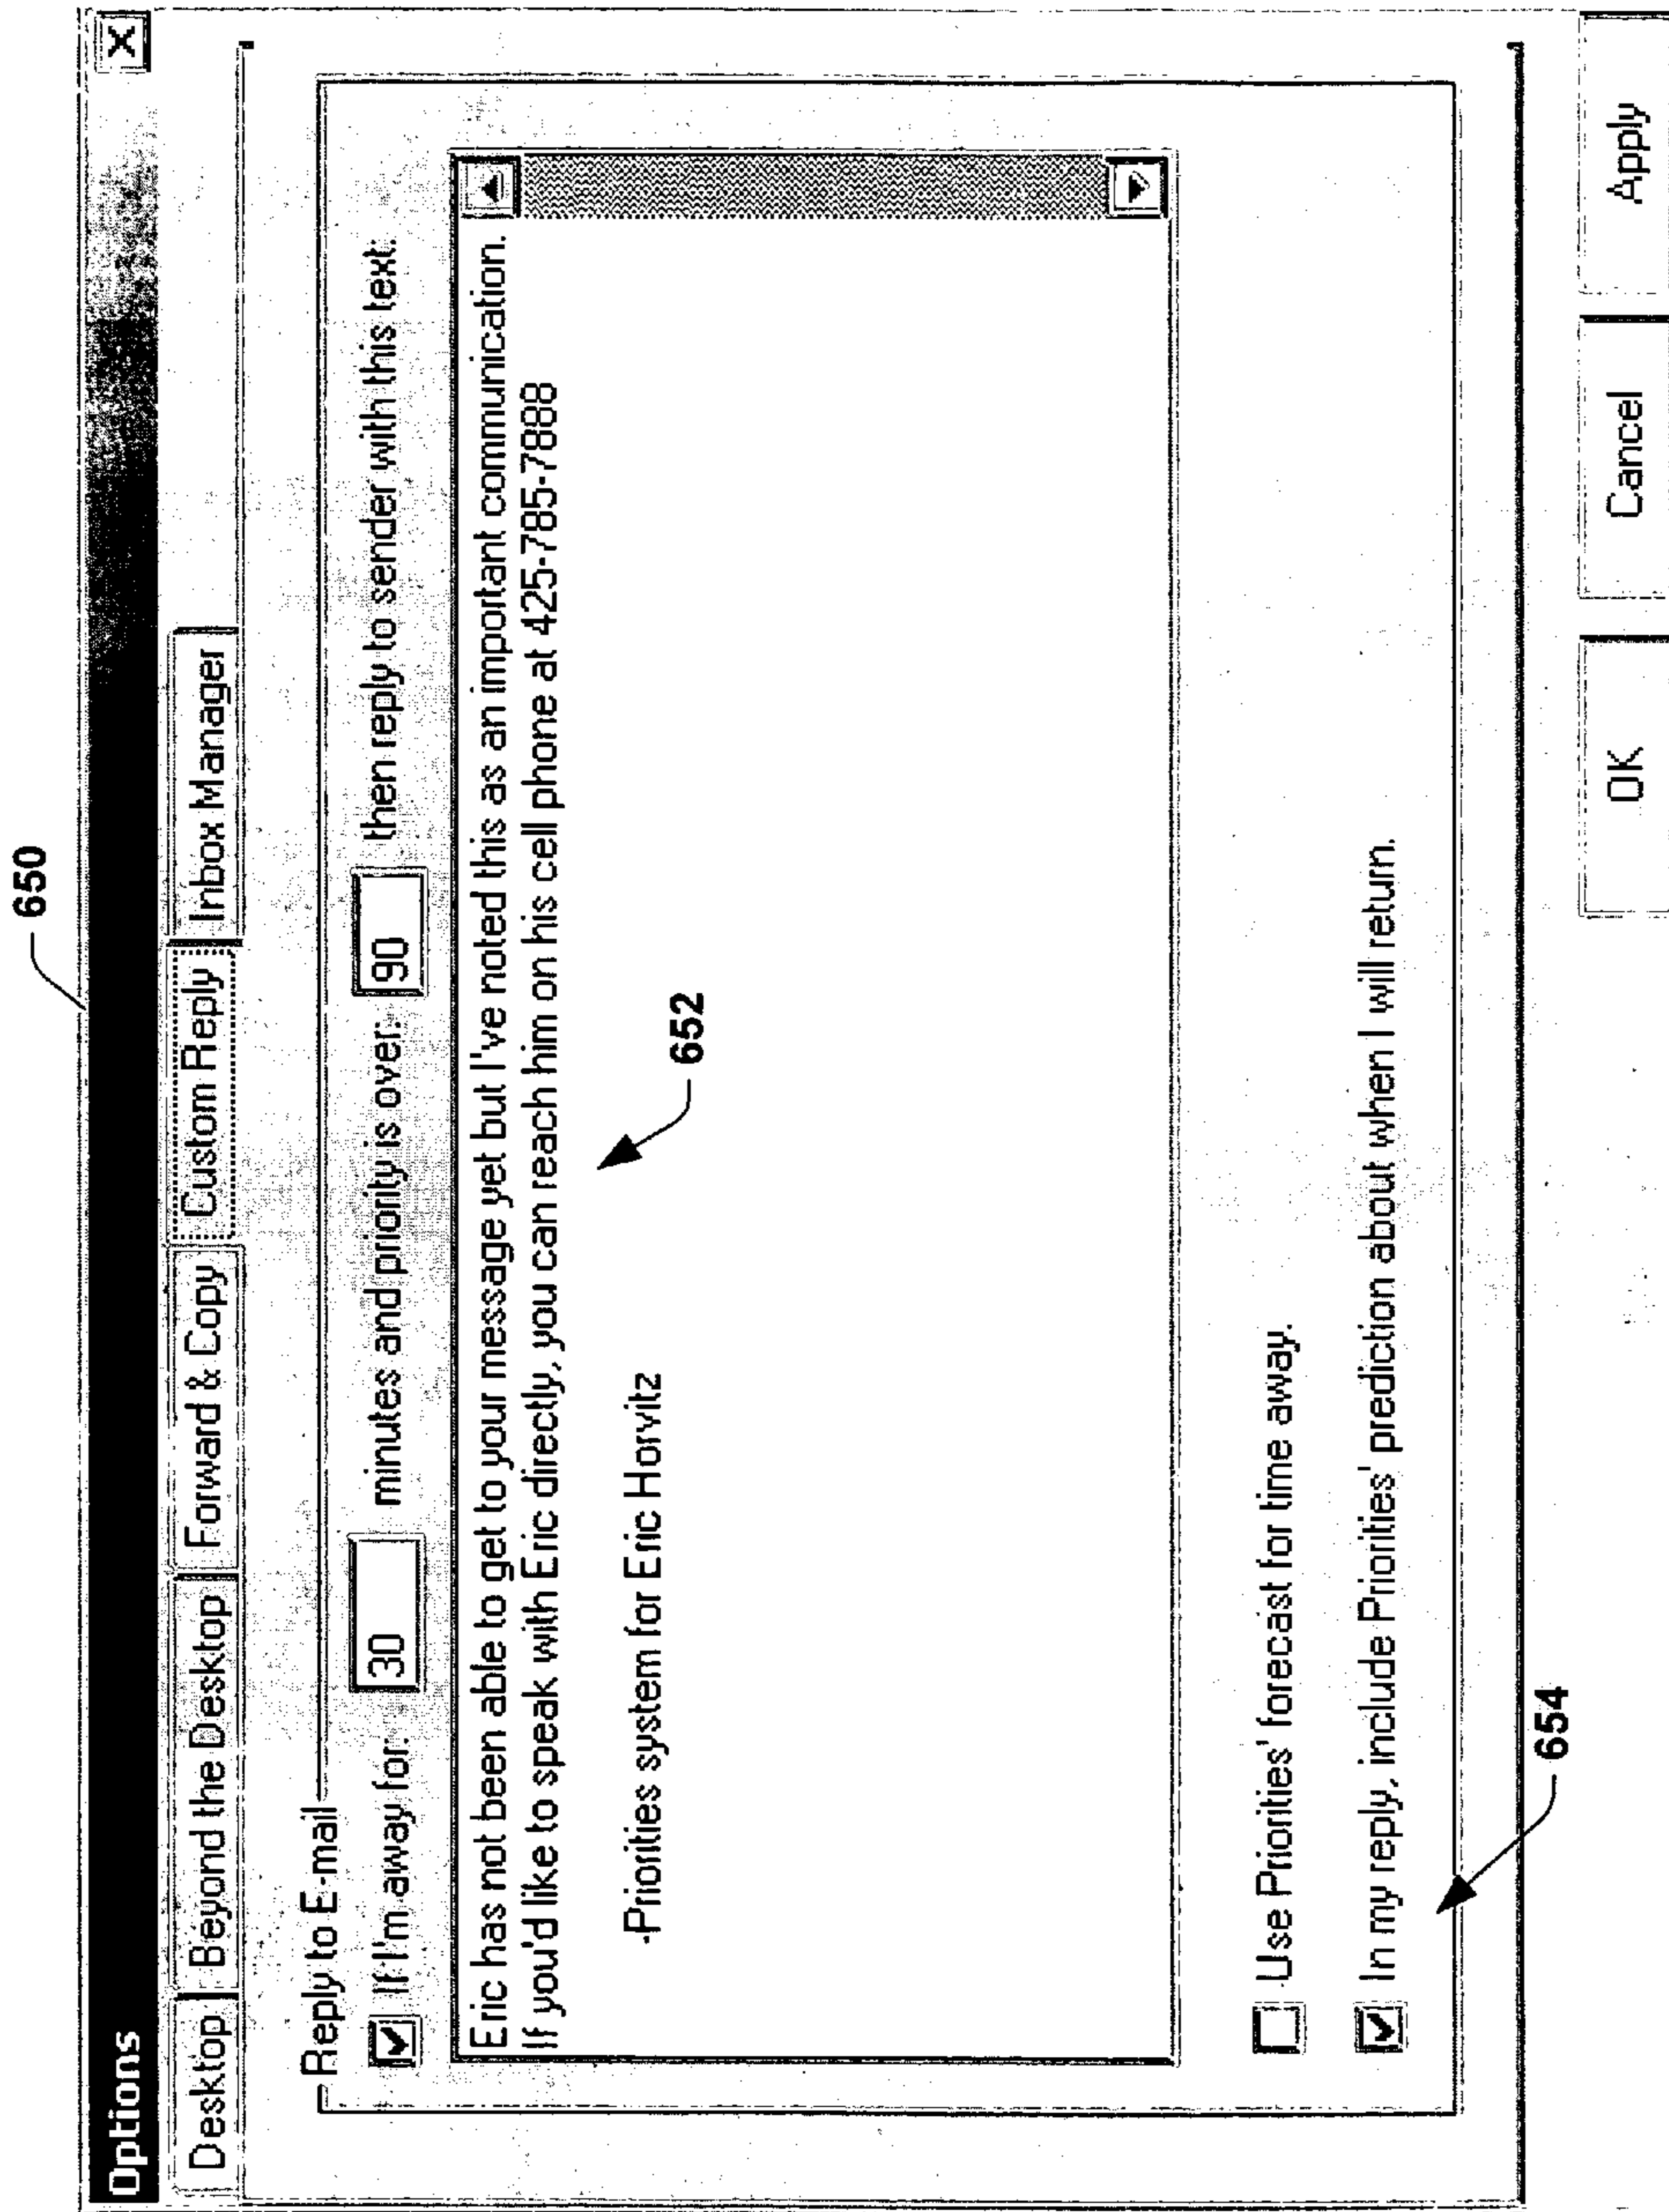 650
Options
Desktop Beyond the Desktop Forward & Copy Custom Reply Inbox Manager
Reply to E-mail
If I'm away for: 30 minutes and priority is over: 90 then reply to sender with this text:
Eric has not been able to get to your message yet but I've noted this as an important communication.
If you'd like to speak with Eric directly, you can reach him on his cell phone at 425-785-7888
-Priorities system for Eric Horvitz
652
Use Priorities' forecast for time away.
In my reply, include Priorities' prediction about when I will return.
654
OK Cancel Apply